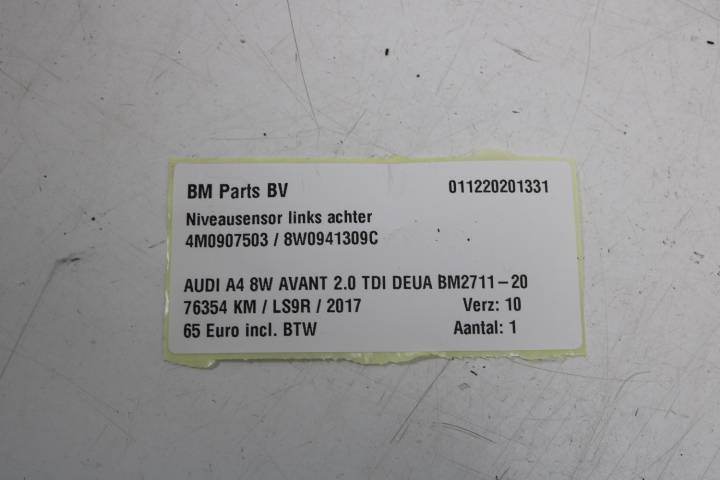 BM Parts BV 011220201331
Niveausensor links achter
4M0907503 / 8W0941309C
AUDI A4 8W AVANT 2.0 TDI DEUA BM2711-20
76354 KM / LS9R / 2017 Verz: 10
65 Euro incl. BTW Aantal: 1